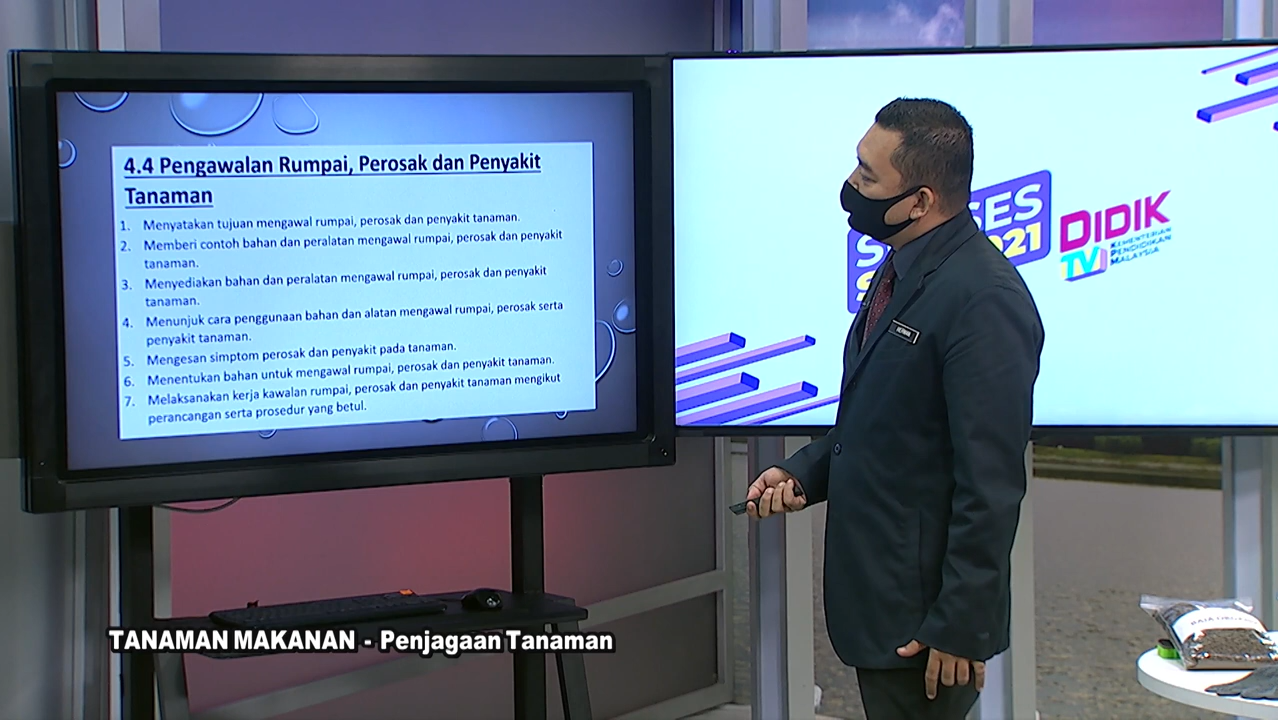 4.4 Pengawalan Rumpai, Perosak dan Penyakit
Tanaman
1. Menyatakan tujuan mengawal rumpai, perosak dan penyakit tanaman.
2. Memberi contoh bahan dan peralatan mengawal rumpai, perosak dan penyakit
tanaman.
3. Menyediakan bahan dan peralatan mengawal rumpai, perosak dan penyakit
tanaman.
4. Menunjuk cara penggunaan bahan dan alatan mengawal rumpai, perosak serta
penyakit tanaman.
5. Mengesan simptom perosak dan penyakit pada tanaman.
6. Menentukan bahan untuk mengawal rumpai, perosak dan penyakit tanaman.
7. Melaksanakan kerja kawalan rumpai, perosak dan penyakit tanaman mengikut
perancangan serta prosedur yang betul.
DIDIK
TV
KEMENTERIAN
PENDIDIKAN
MALAYSIA
TANAMAN MAKANAN - Penjagaan Tanaman